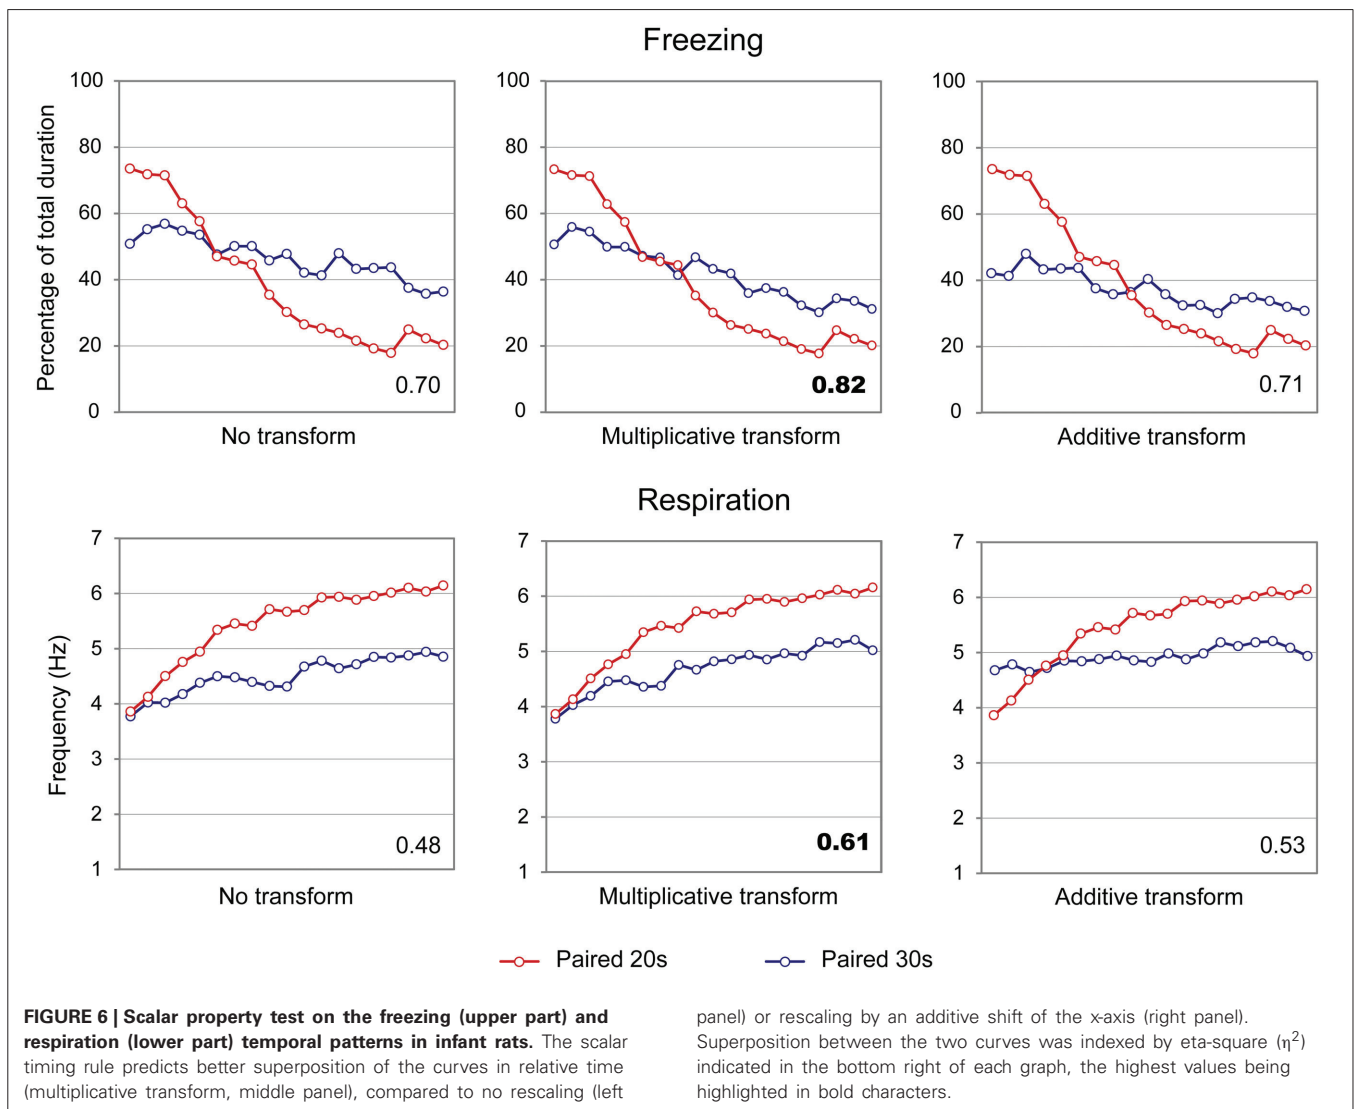 Freezing
100
80
60
40
20
0
Percentage of total duration
0.70
No transform
100
80
60
40
20
0
0.82
Multiplicative transform
100
80
60
40
20
0
0.71
Additive transform
Respiration
7
6
5
4
3
2
1
Frequency (Hz)
0.48
No transform
7
6
5
4
3
2
1
0.61
Multiplicative transform
7
6
5
4
3
2
1
0.53
Additive transform
Paired 20s
Paired 30s
FIGURE 6 | Scalar property test on the freezing (upper part) and
respiration (lower part) temporal patterns in infant rats. The scalar
timing rule predicts better superposition of the curves in relative time
(multiplicative transform, middle panel), compared to no rescaling (left
panel) or rescaling by an additive shift of the x-axis (right panel).
Superposition between the two curves was indexed by eta-square (η²)
indicated in the bottom right of each graph, the highest values being
highlighted in bold characters.